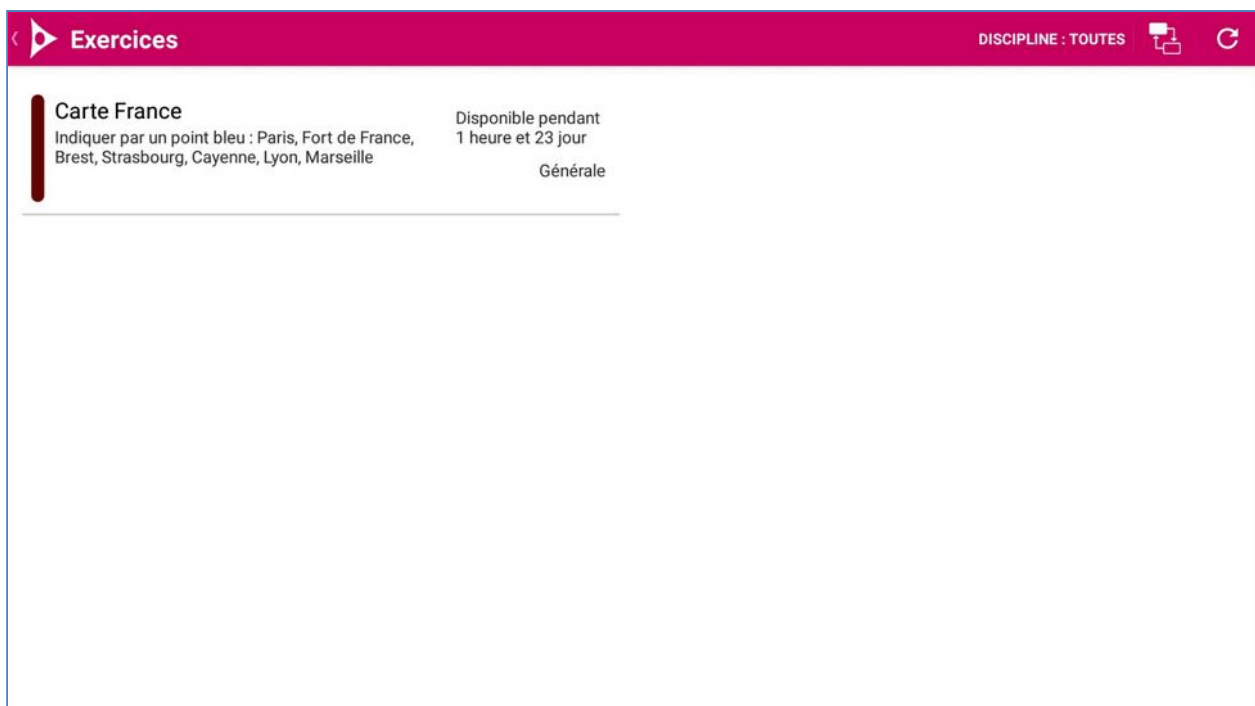 Exercices
DISCIPLINE : TOUTES
Carte France
Indiquer par un point bleu : Paris, Fort de France,
Brest, Strasbourg, Cayenne, Lyon, Marseille
Disponible pendant
1 heure et 23 jour
Générale